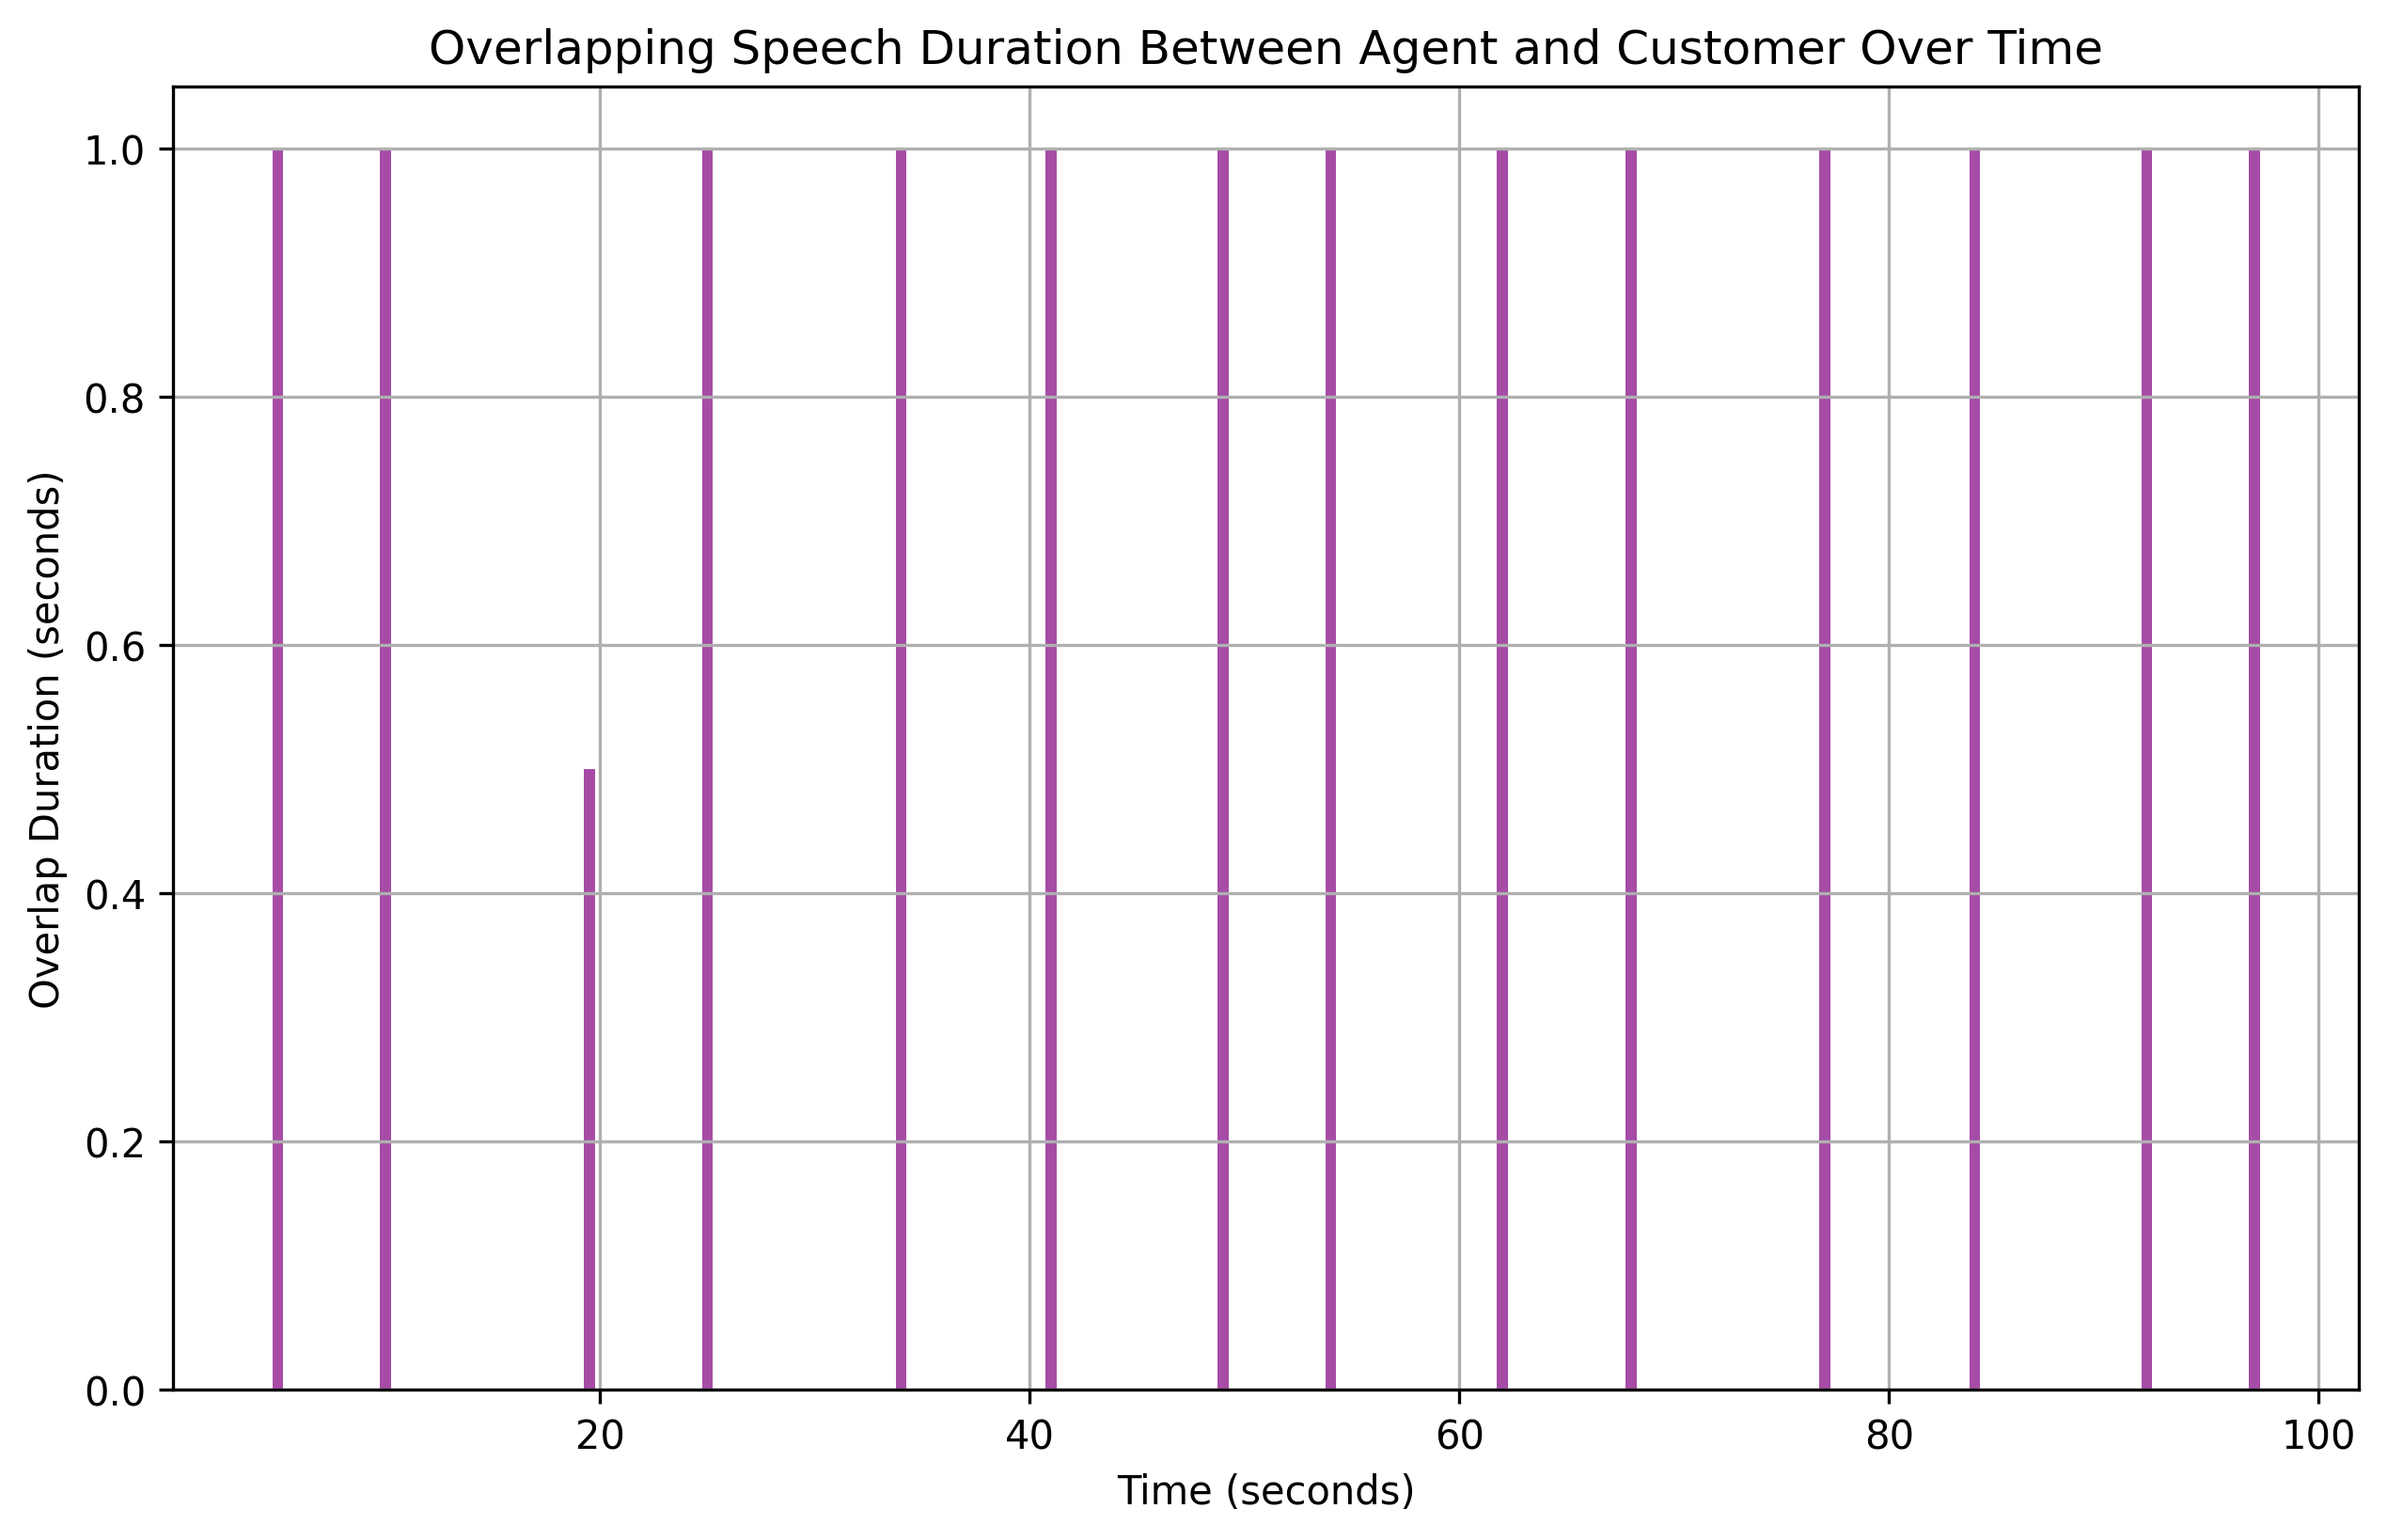 Overlapping Speech Duration Between Agent and Customer Over Time
Overlap Duration (seconds)
1.0
0.8
0.6
0.4
0.2
0.0
20 40 60 80 100
Time (seconds)